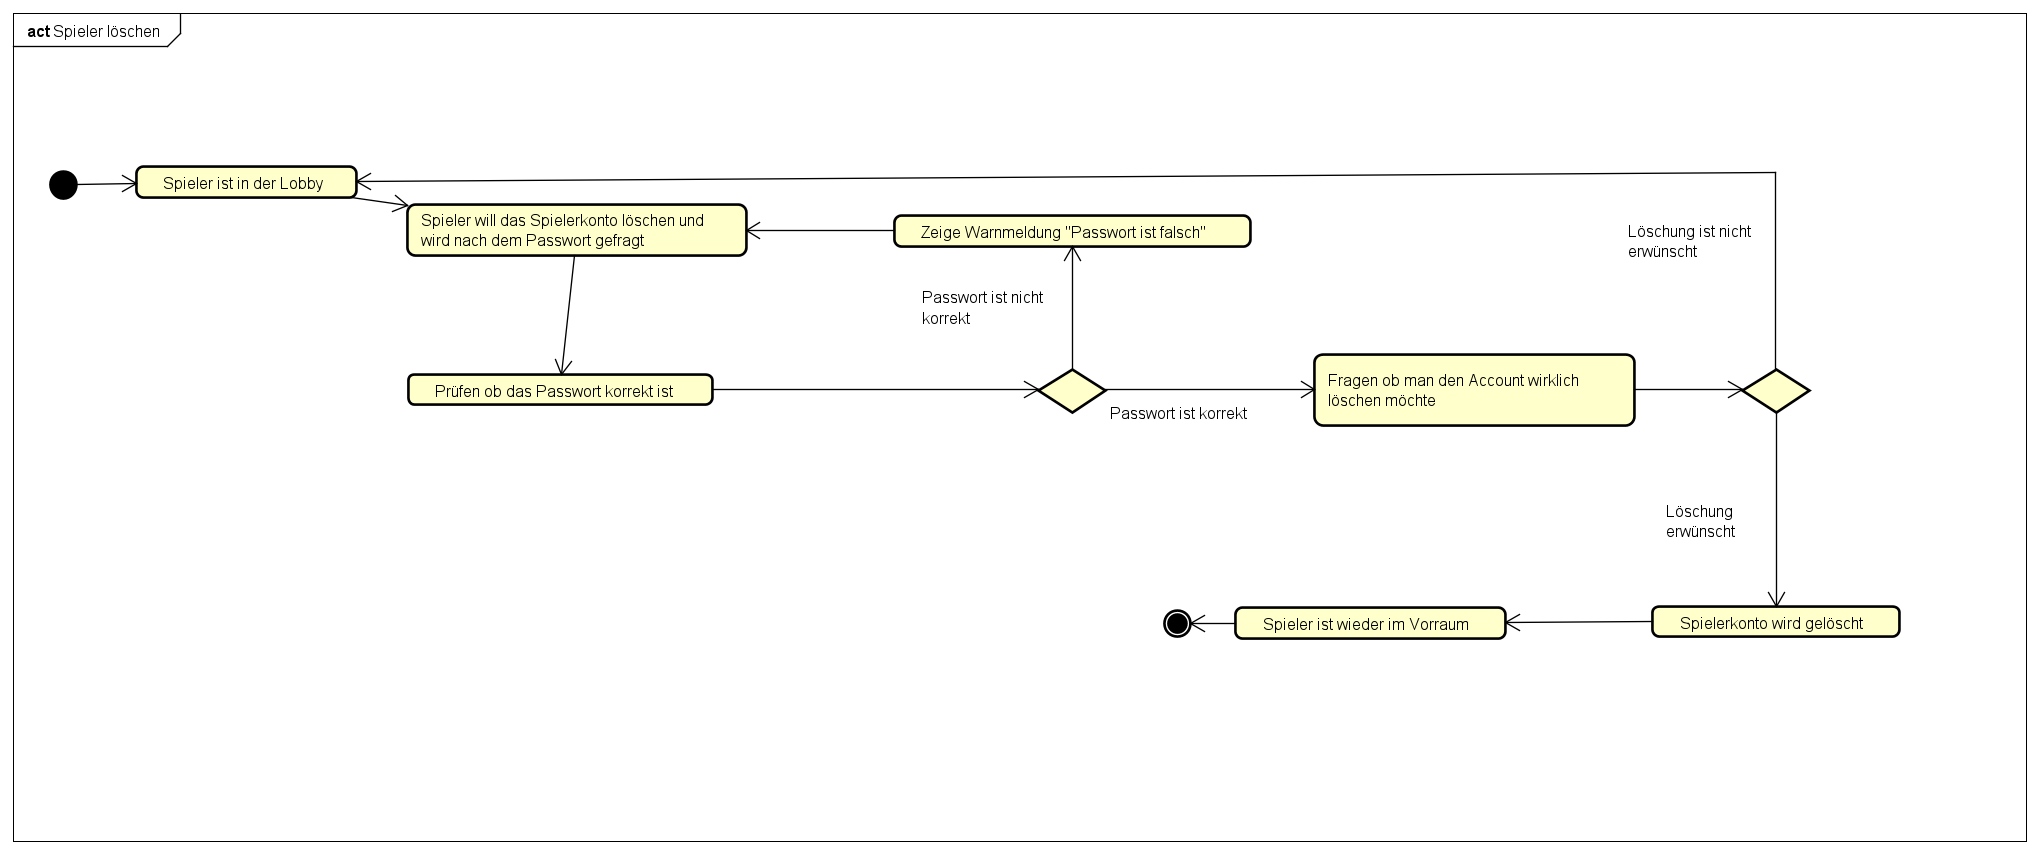 act Spieler löschen
Spieler ist in der Lobby
Spieler will das Spielerkonto löschen und
wird nach dem Passwort gefragt
Zeige Warnmeldung "Passwort ist falsch"
Löschung ist nicht
erwünscht
Passwort ist nicht
korrekt
Prüfen ob das Passwort korrekt ist
Passwort ist korrekt
Fragen ob man den Account wirklich
löschen möchte
Löschung
erwünscht
Spieler ist wieder im Vorraum
Spielerkonto wird gelöscht